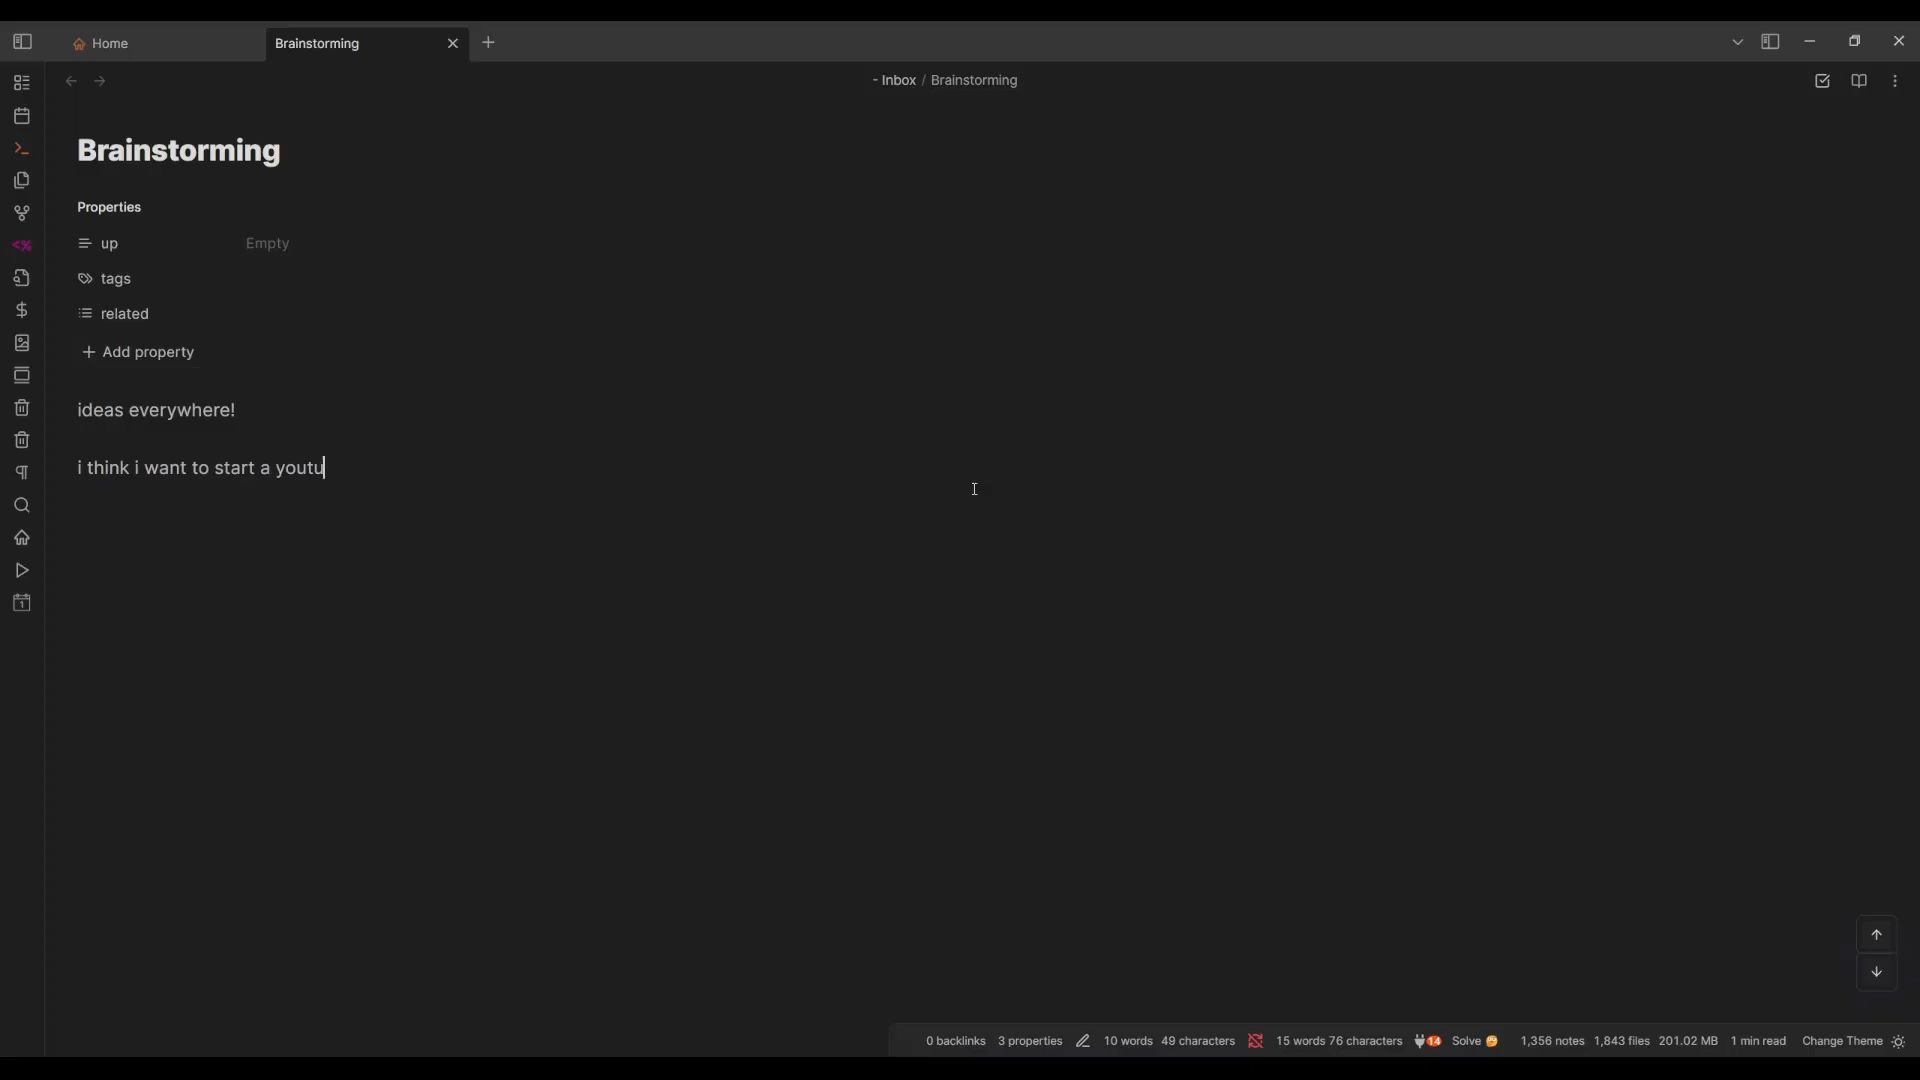 Home
Brainstorming
- Inbox / Brainstorming
Brainstorming
Properties
up Empty
tags
related
+ Add property
ideas everywhere!
i think i want to start a youtu
0 backlinks 3 properties 10 words 49 characters 15 words 76 characters 14 Solve 🤔 1,356 notes 1,843 files 201.02 MB 1 min read Change Theme